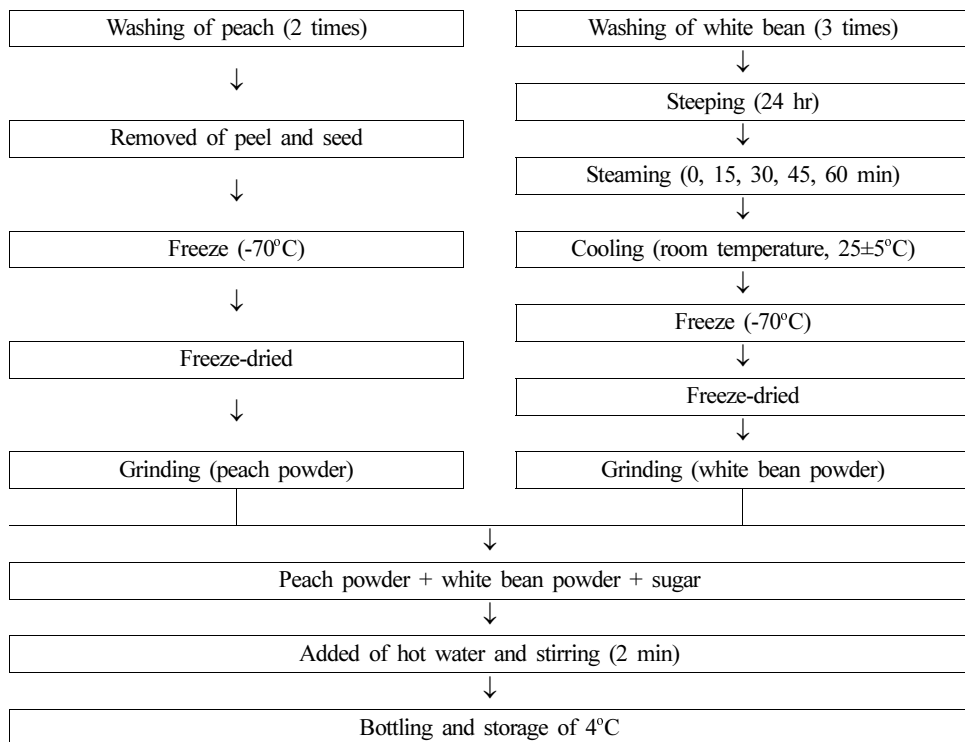 Washing of peach (2 times)
↓
Removed of peel and seed
↓
Freeze (-70°C)
↓
Freeze-dried
↓
Grinding (peach powder)
Washing of white bean (3 times)
↓
Steeping (24 hr)
↓
Steaming (0, 15, 30, 45, 60 min)
↓
Cooling (room temperature, 25±5°C)
↓
Freeze (-70°C)
↓
Freeze-dried
↓
Grinding (white bean powder)
↓
Peach powder + white bean powder + sugar
↓
Added of hot water and stirring (2 min)
↓
Bottling and storage of 4°C